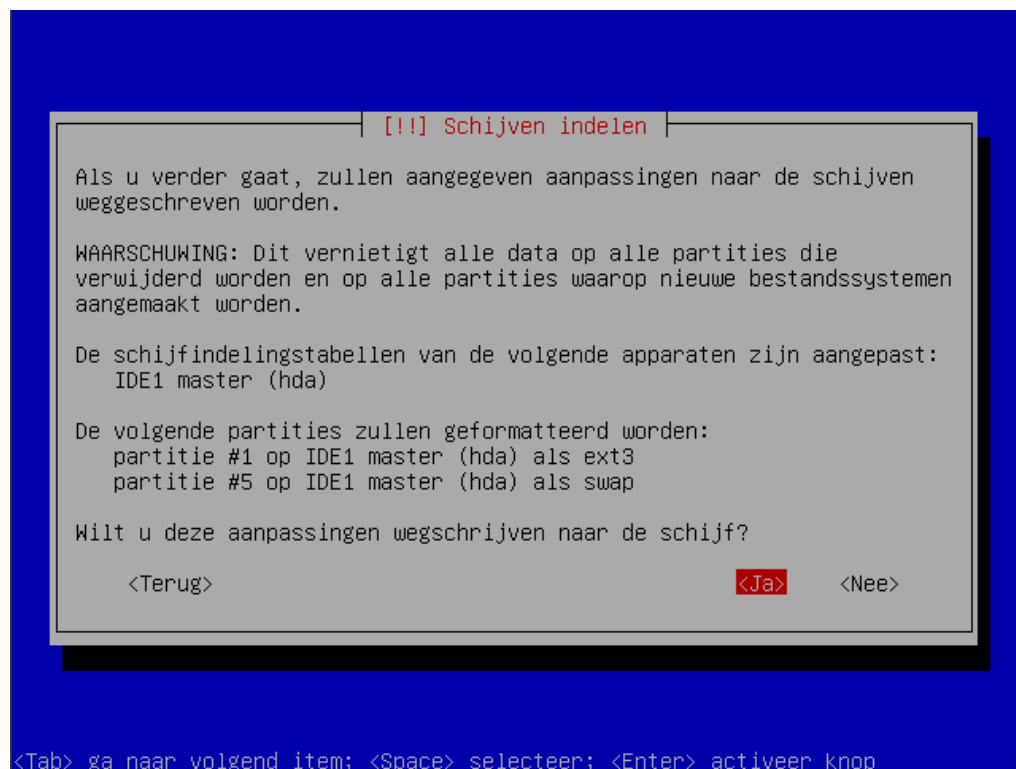 [!!] Schijven indelen
Als u verder gaat, zullen aangegeven aanpassingen naar de schijven
weggeschreven worden.
WAARSCHUWING: Dit vernietigt alle data op alle partities die
verwijderd worden en op alle partities waarop nieuwe bestandssystemen
aangemaakt worden.
De schijfindelingstabellen van de volgende apparaten zijn aangepast:
IDE1 master (hda)
De volgende partities zullen geformatteerd worden:
partitie #1 op IDE1 master (hda) als ext3
partitie #5 op IDE1 master (hda) als swap
Wilt u deze aanpassingen wegschrijven naar de schijf?
<Terug> <Ja> <Nee>
<Tab> ga naar volgend item; <Space> selecteer; <Enter> activeer knop